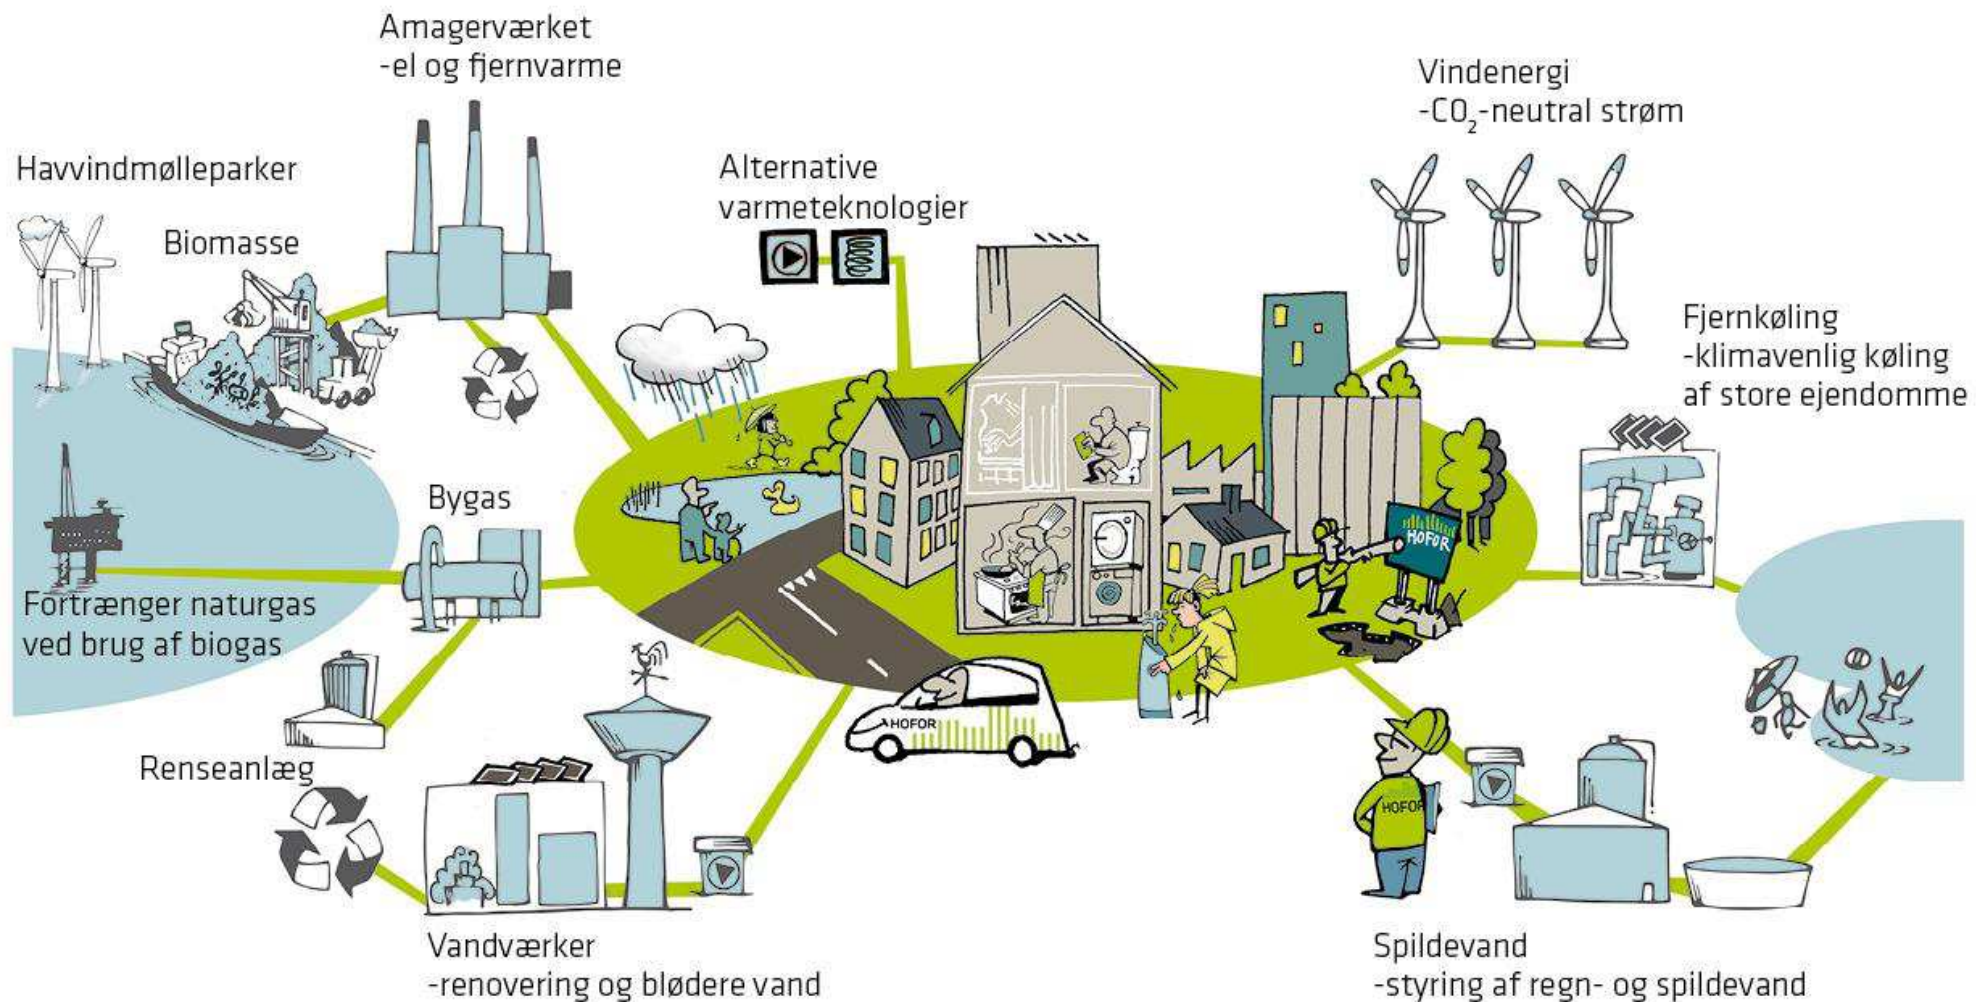 Amagerværket
-el og fjernvarme
Vindenergi
-CO₂-neutral strøm
Havvindmølleparker
Alternative
varmeteknologier
Biomasse
Fjernkøling
-klimavenlig køling
af store ejendomme
Bygas
HOFOR
Fortrænger naturgas
ved brug af biogas
HOFOR
Renseanlæg
HOFOR
Vandværker
-renovering og blødere vand
Spildevand
-styring af regn- og spildevand